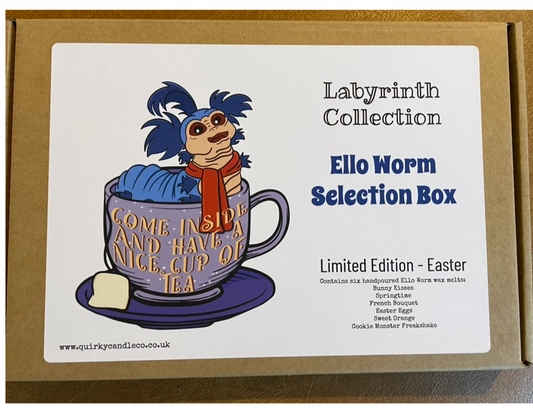 Labyrinth
Collection
Ello Worm
Selection Box
COME INSIDE
AND HAVE A
NICE CUP OF
TEA
Limited Edition - Easter
Contains six handpoured Ello Worm wax melts:
Bunny Kisses
Springtime
French Bouquet
Easter Eggs
Sweet Orange
Cookie Monster Freakshake
www.quirkycandleco.co.uk